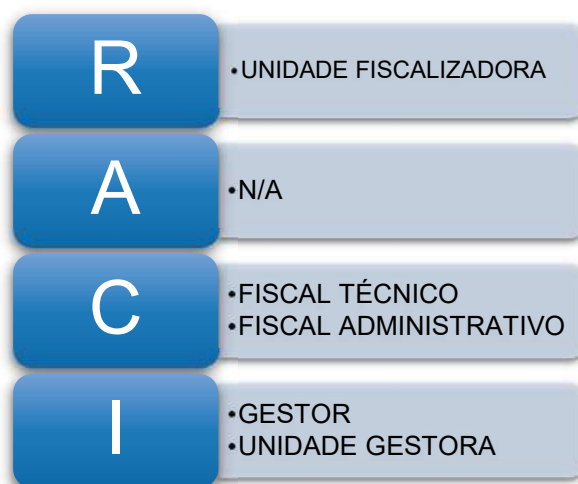 R
•UNIDADE FISCALIZADORA
A
•N/A
C
•FISCAL TÉCNICO
•FISCAL ADMINISTRATIVO
I
•GESTOR
•UNIDADE GESTORA